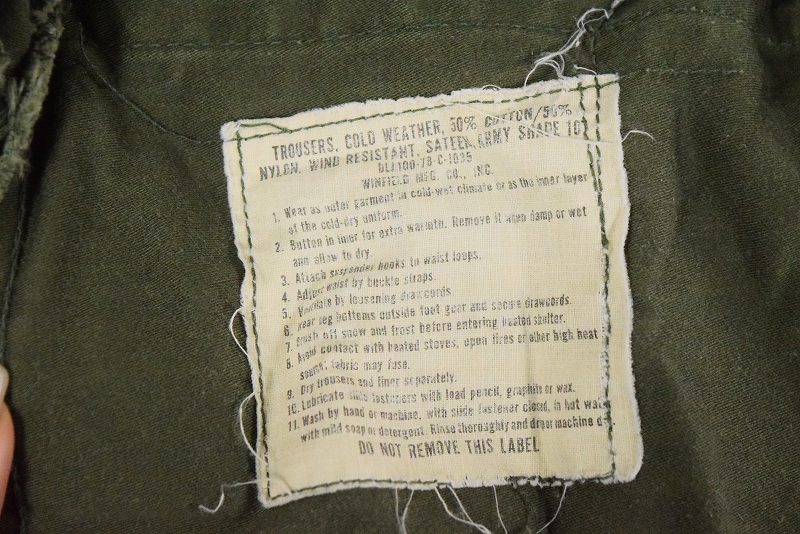 TROUSERS, COLD WEATHER, 50% COTTON/50%
NYLON, WIND RESISTANT, SATEEN, ARMY SHADE 107
DLA100-78-C-1035
WINFIELD MFG. CO., INC.
1. Wear as outer garment in cold-wet climate or as the inner layer
of the cold-dry uniform.
2. Button in liner for extra warmth. Remove it when damp or wet
and allow to dry.
3. Attach suspender hooks to waist loops.
4. Adjust waist by buckle straps.
5. Ventilate by loosening drawcords.
6. Wear leg bottoms outside foot gear and secure drawcords.
7. Brush off snow and frost before entering heated shelter.
8. Avoid contact with heated stoves, open fires or other high heat
source; fabric may fuse.
9. Dry trousers and liner separately.
10. Lubricate slide fasteners with lead pencil, graphite or wax.
11. Wash by hand or machine, with slide fastener closed, in hot water
with mild soap or detergent. Rinse thoroughly and drip or machine
DO NOT REMOVE THIS LABEL